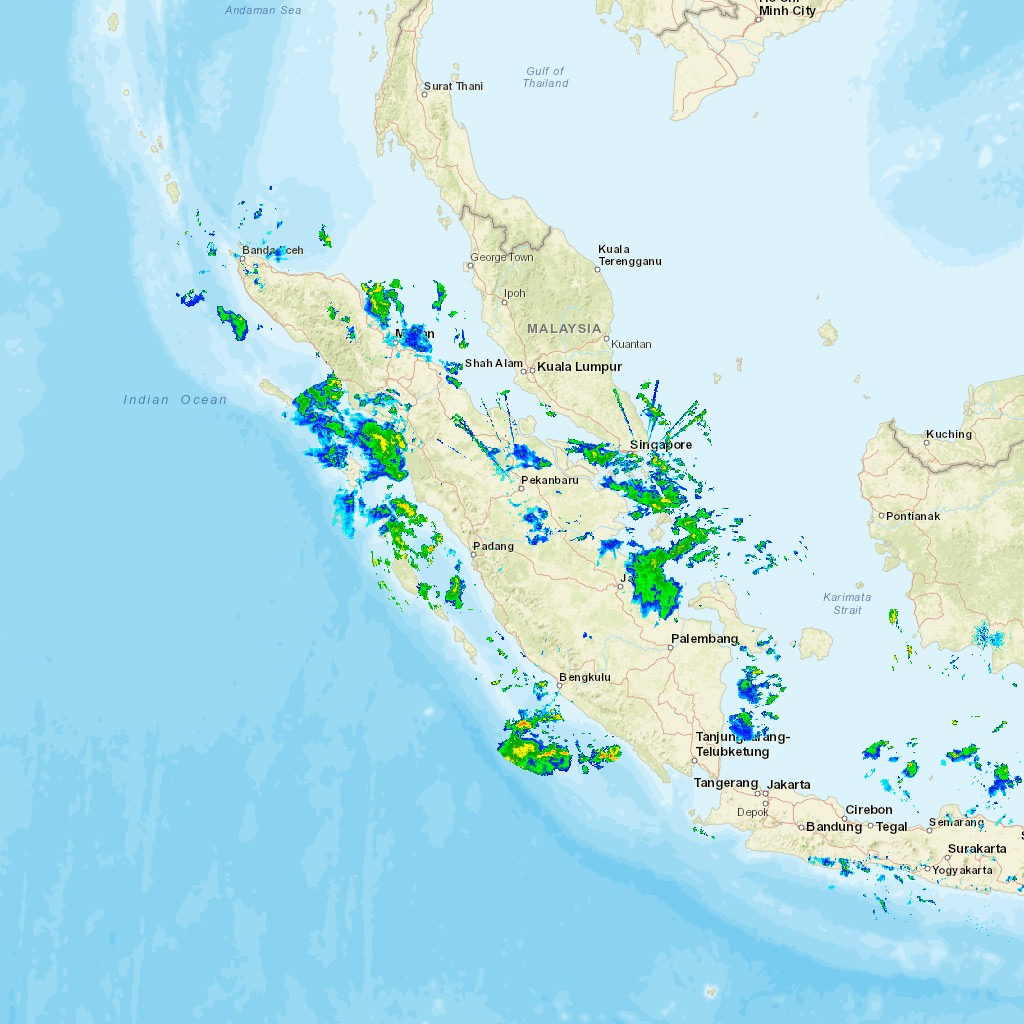 Andaman Sea
Minh City
Gulf of
Thailand
Surat Thani
Banda Aceh
George Town
Kuala
Terengganu
Ipoh
MALAYSIA
Kuantan
Shah Alam
Kuala Lumpur
Indian Ocean
Singapore
Kuching
Pekanbaru
Pontianak
Padang
Karimata
Strait
Palembang
Bengkulu
Telubketung
Tangerang
Jakarta
Depok
Cirebon
Bandung
Tegal
Semarang
Surakarta
Yogyakarta